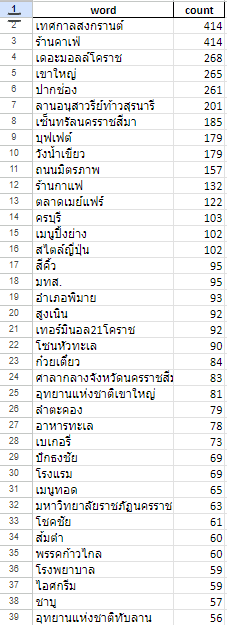 1 word count
2 เทศกาลสงกรานต์ 414
3 ร้านคาเฟ่ 414
4 เดอะมอลล์โคราช 268
5 เขาใหญ่ 265
6 ปากช่อง 261
7 ลานอนุสาวรีย์ท้าวสุรนารี 201
8 เซ็นทรัลนครราชสีมา 185
9 บุฟเฟต์ 179
10 วังน้ำเขียว 179
11 ถนนมิตรภาพ 157
12 ร้านกาแฟ 132
13 ตลาดเมย์แฟร์ 122
14 ครบุรี 103
15 เมนูปิ้งย่าง 102
16 สไตล์ญี่ปุ่น 102
17 สีคิ้ว 95
18 มทส. 95
19 อำเภอพิมาย 93
20 สูงเนิน 92
21 เทอร์มินอล21โคราช 92
22 โซนหัวทะเล 90
23 ก๋วยเตี๋ยว 84
24 ศาลากลางจังหวัดนครราชสีม 83
25 อุทยานแห่งชาติเขาใหญ่ 81
26 ลำตะคอง 79
27 อาหารทะเล 78
28 เบเกอรี่ 73
29 ปักธงชัย 69
30 โรงแรม 69
31 เมนูทอด 65
32 มหาวิทยาลัยราชภัฏนครราช 63
33 โชคชัย 61
34 ส้มตำ 60
35 พรรคก้าวไกล 60
36 โรงพยาบาล 59
37 ไอศกรีม 59
38 ชาบู 57
39 อุทยานแห่งชาติทับลาน 56